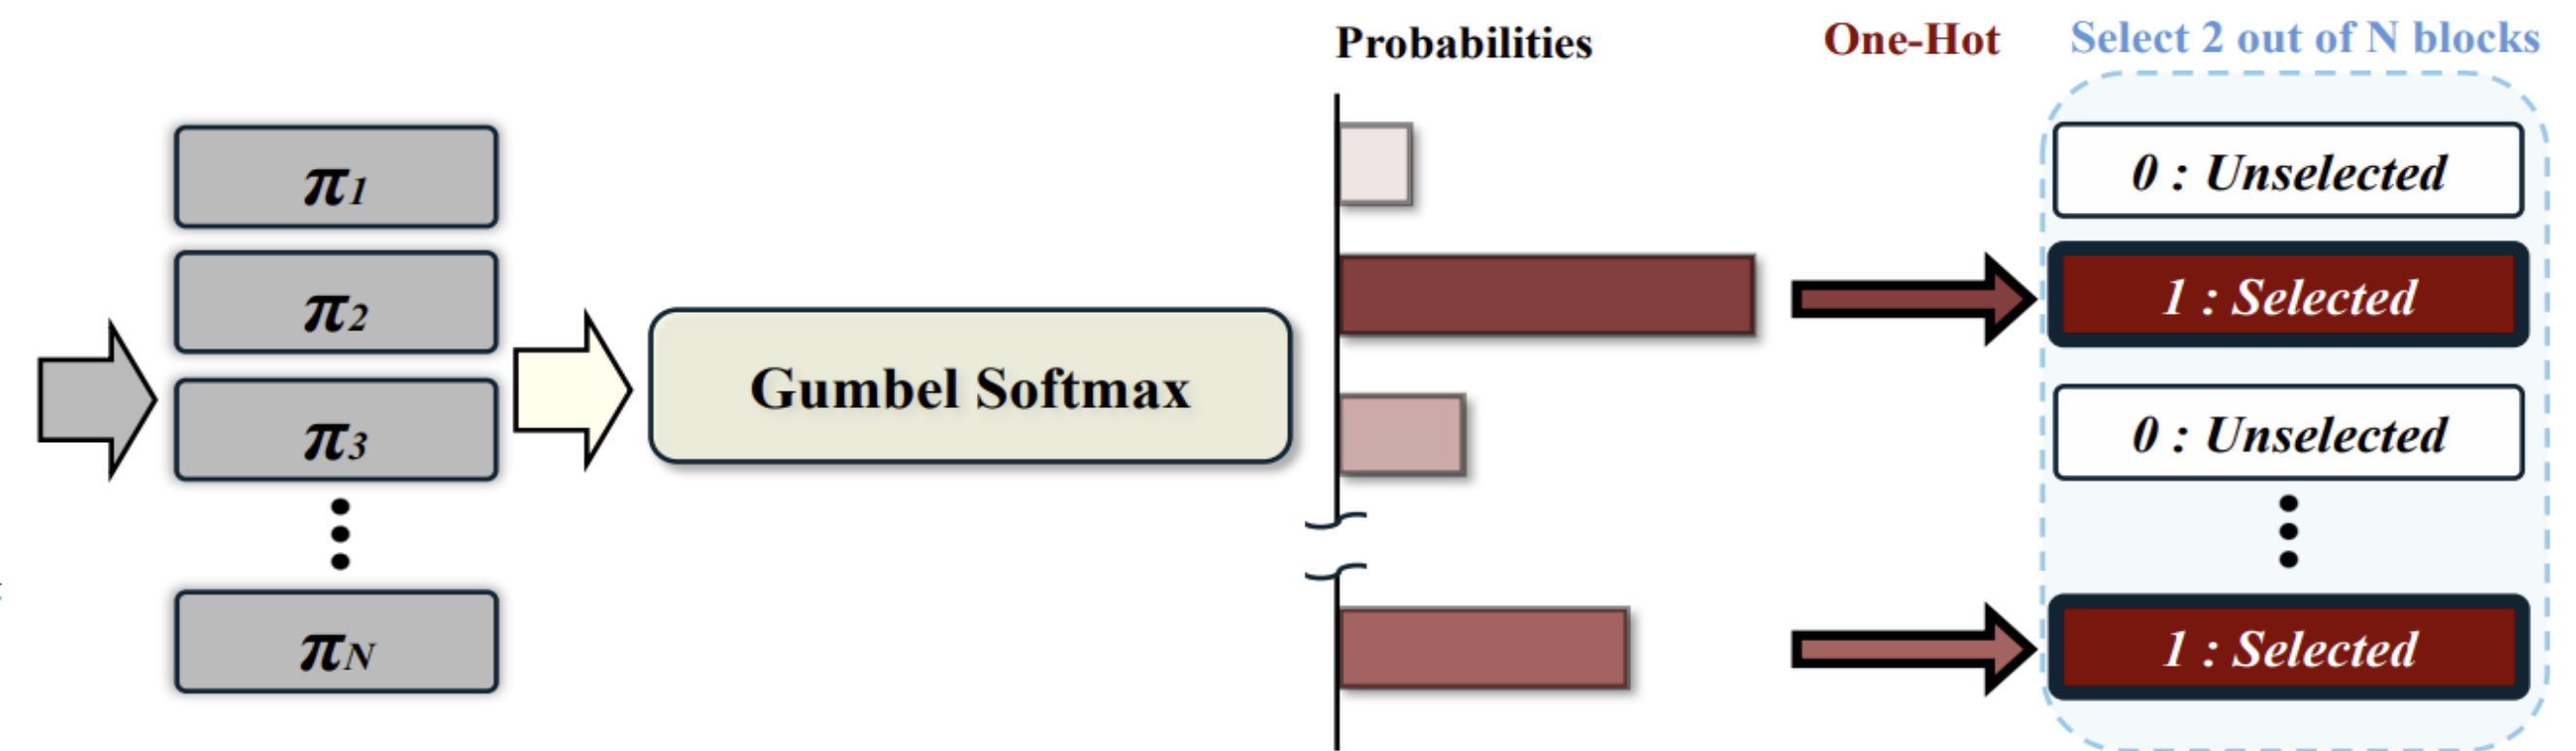 Probabilities
One-Hot
Select 2 out of N blocks
π1
π2
π3
πN
Gumbel Softmax
0 : Unselected
1 : Selected
0 : Unselected
1 : Selected